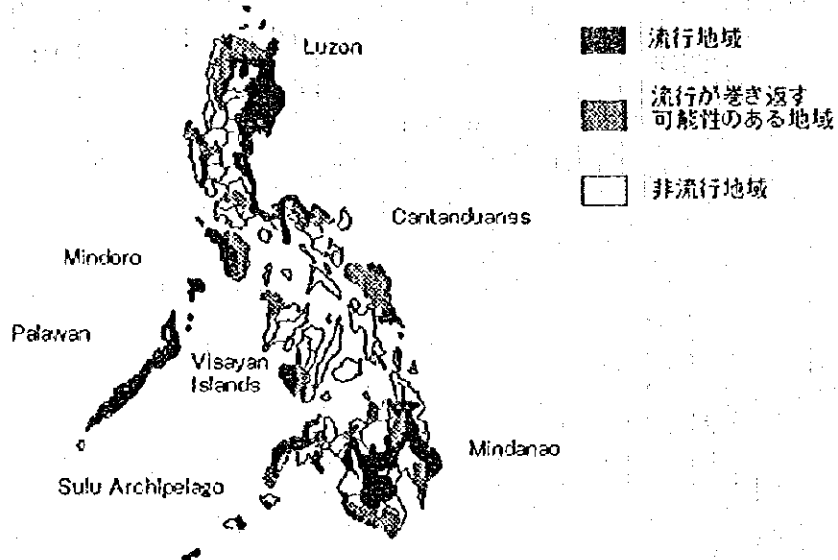 Luzon
流行地域
流行が巻き返す
可能性のある地域
非流行地域
Cantanduanes
Mindoro
Palawan
Visayan
Islands
Mindanao
Sulu Archipelago